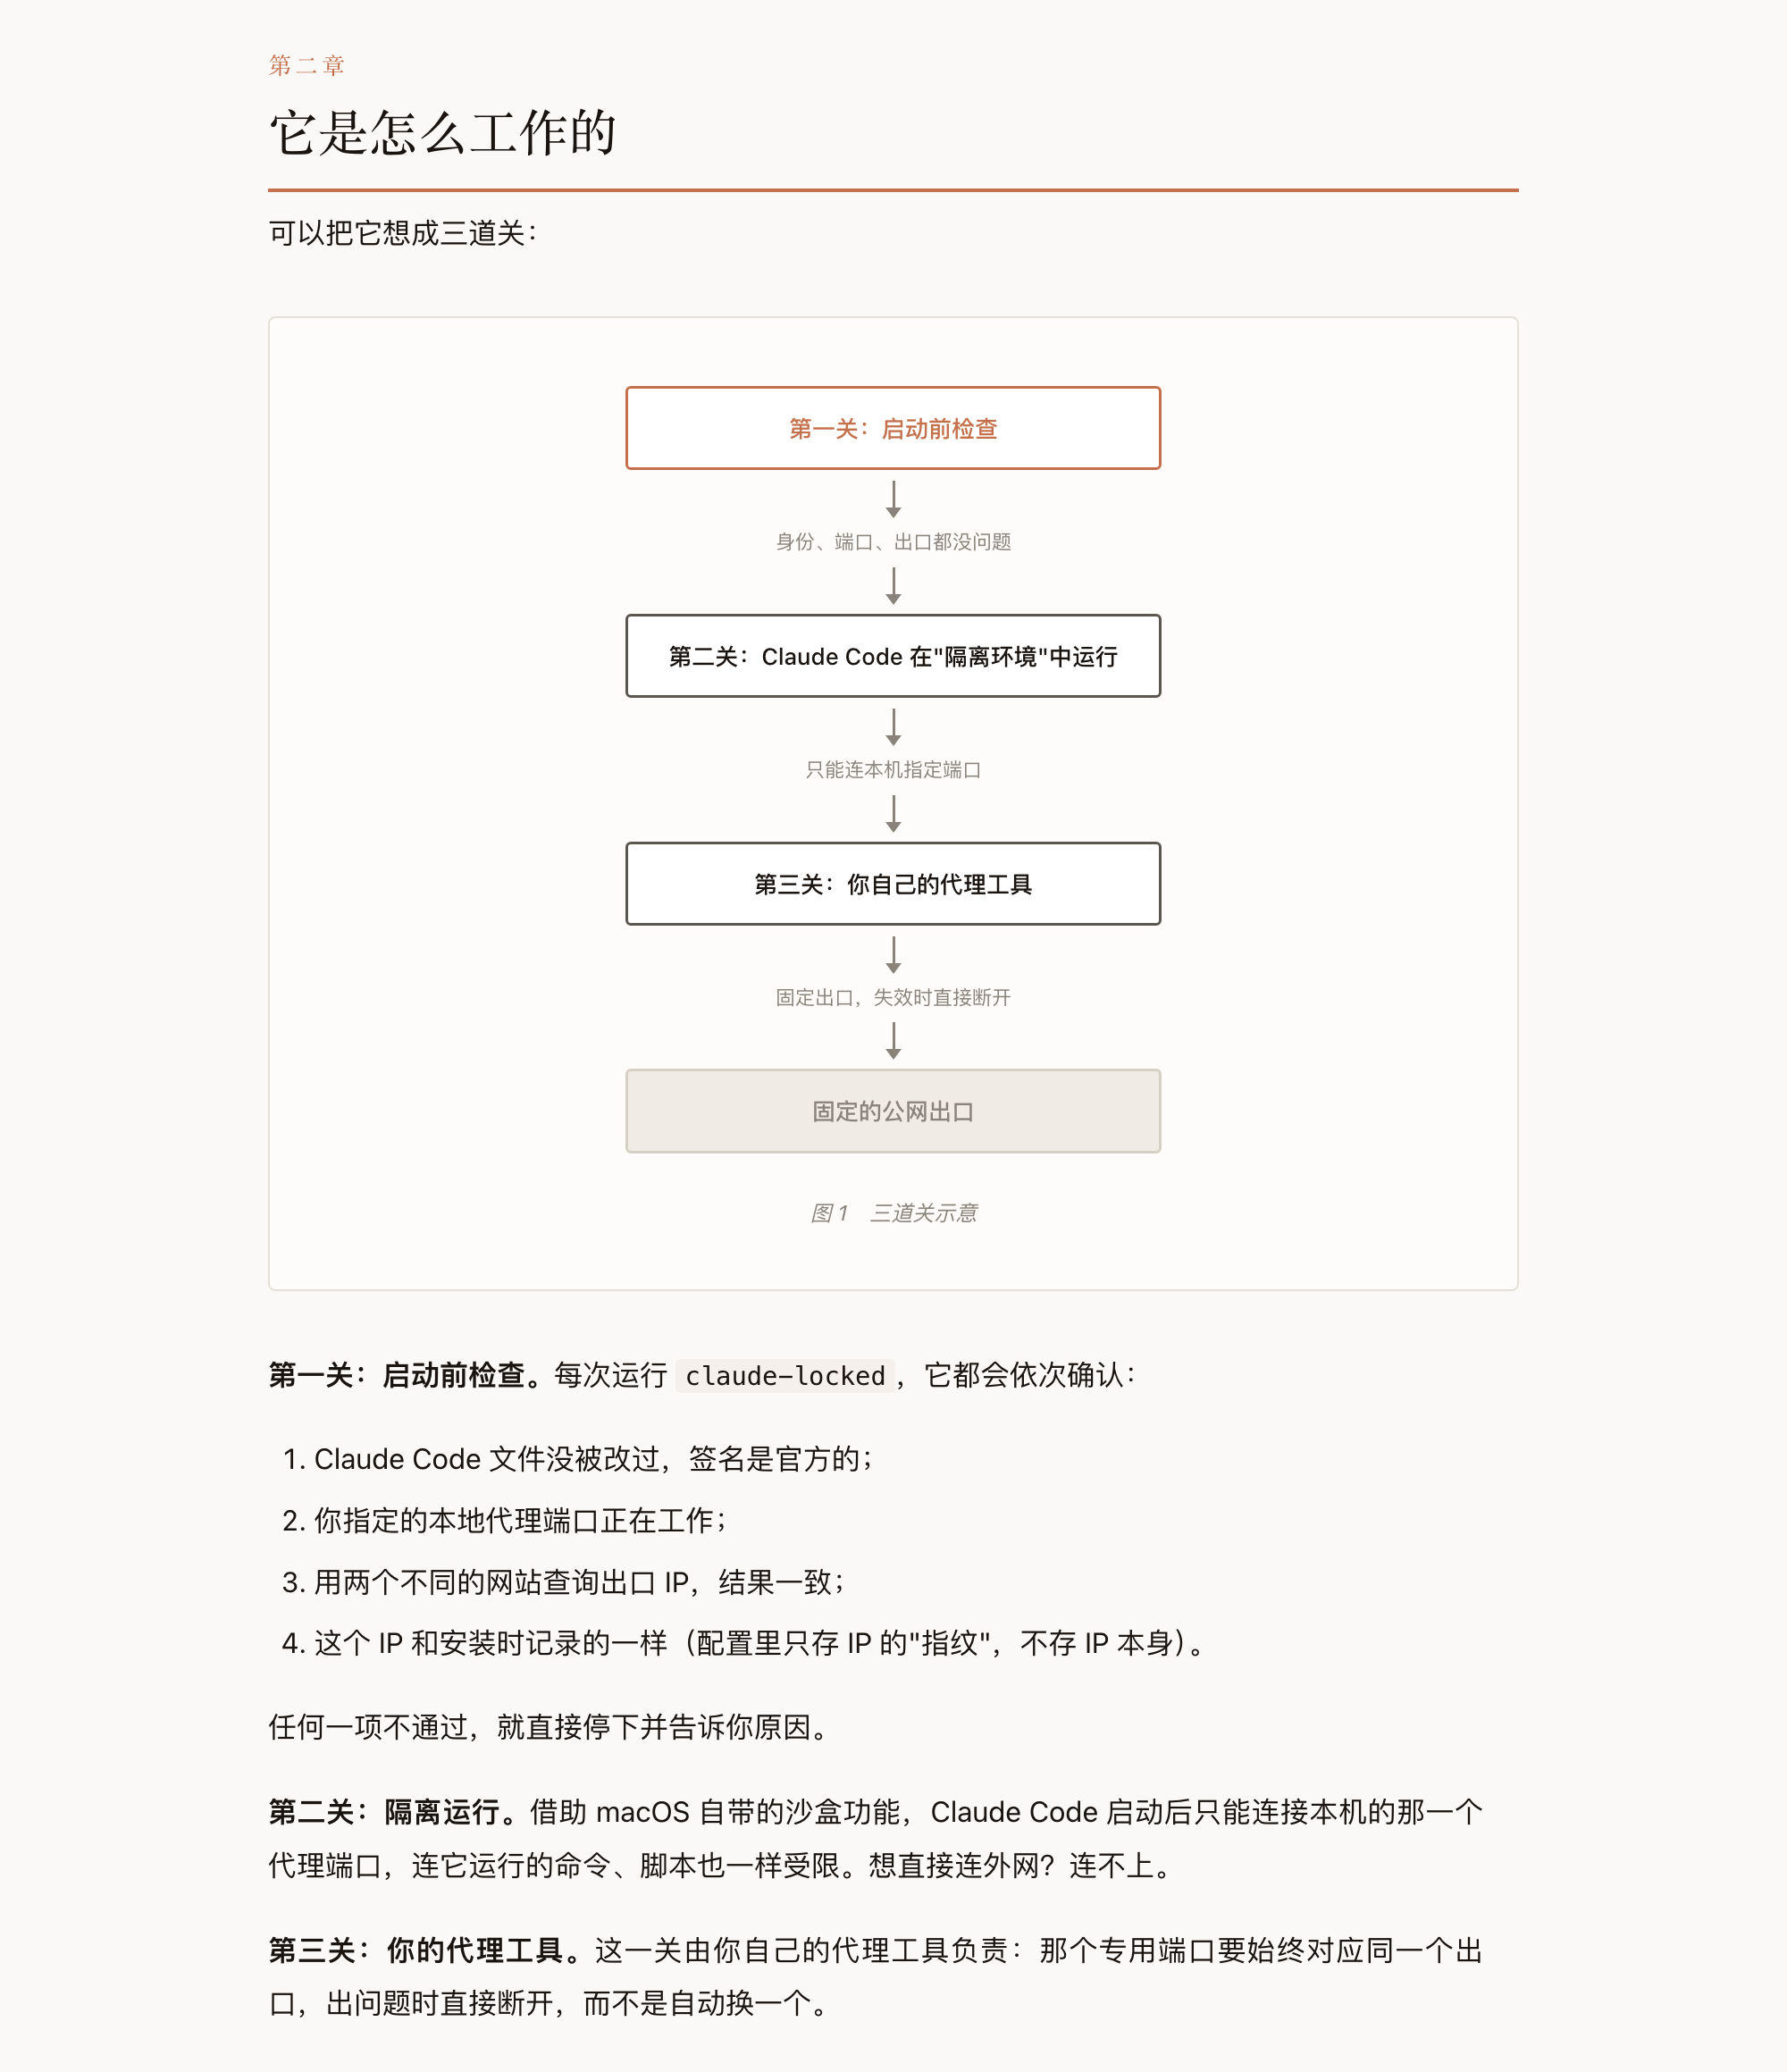 第二章
它是怎么工作的
可以把它想成三道关：
第一关：启动前检查
身份、端口、出口都没问题
第二关：Claude Code 在"隔离环境"中运行
只能连本机指定端口
第三关：你自己的代理工具
固定出口，失效时直接断开
固定的公网出口
图 1　三道关示意
第一关：启动前检查。每次运行 claude-locked，它都会依次确认：
1. Claude Code 文件没被改过，签名是官方的；
2. 你指定的本地代理端口正在工作；
3. 用两个不同的网站查询出口 IP，结果一致；
4. 这个 IP 和安装时记录的一样（配置里只存 IP 的"指纹"，不存 IP 本身）。
任何一项不通过，就直接停下并告诉你原因。
第二关：隔离运行。借助 macOS 自带的沙盒功能，Claude Code 启动后只能连接本机的那一个
代理端口，连它运行的命令、脚本也一样受限。想直接连外网？连不上。
第三关：你的代理工具。这一关由你自己的代理工具负责：那个专用端口要始终对应同一个出
口，出问题时直接断开，而不是自动换一个。